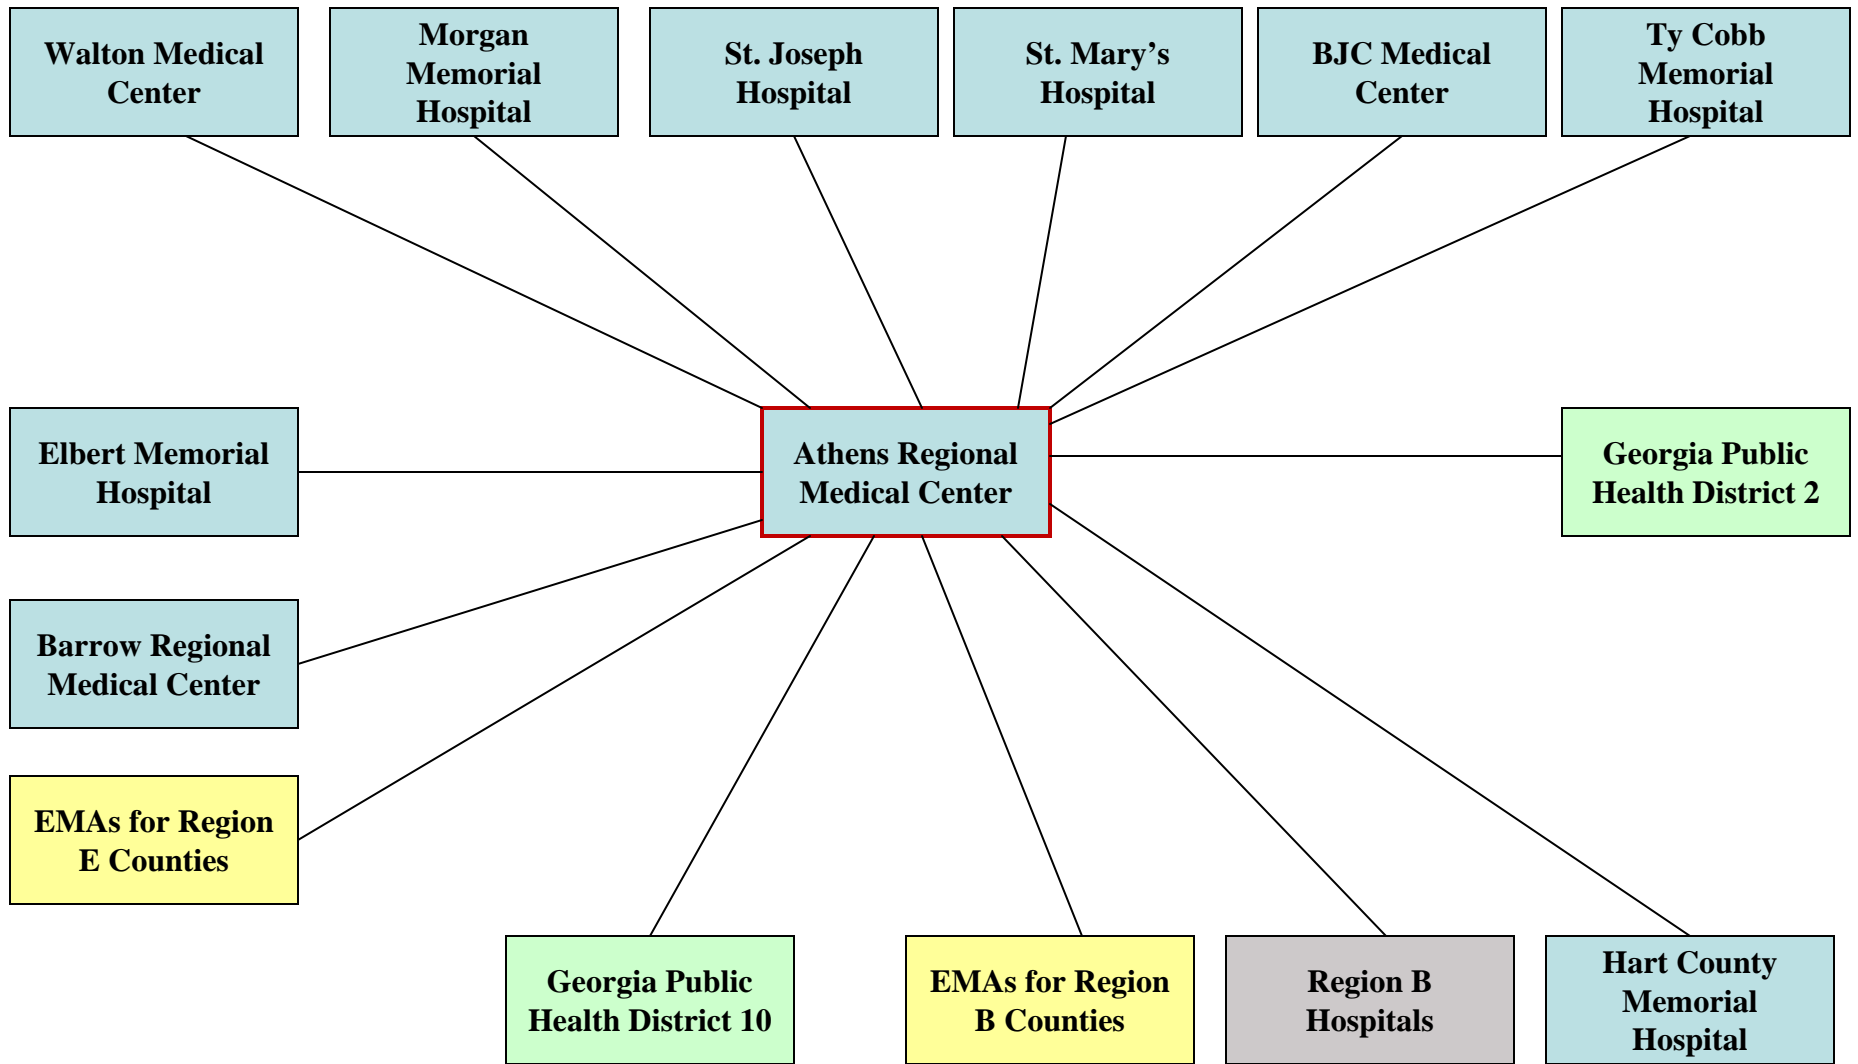 Walton Medical
Center
Morgan
Memorial
Hospital
St. Joseph
Hospital
St. Mary’s
Hospital
BJC Medical
Center
Ty Cobb
Memorial
Hospital
Elbert Memorial
Hospital
Athens Regional
Medical Center
Georgia Public
Health District 2
Barrow Regional
Medical Center
EMAs for Region
E Counties
Georgia Public
Health District 10
EMAs for Region
B Counties
Region B
Hospitals
Hart County
Memorial
Hospital